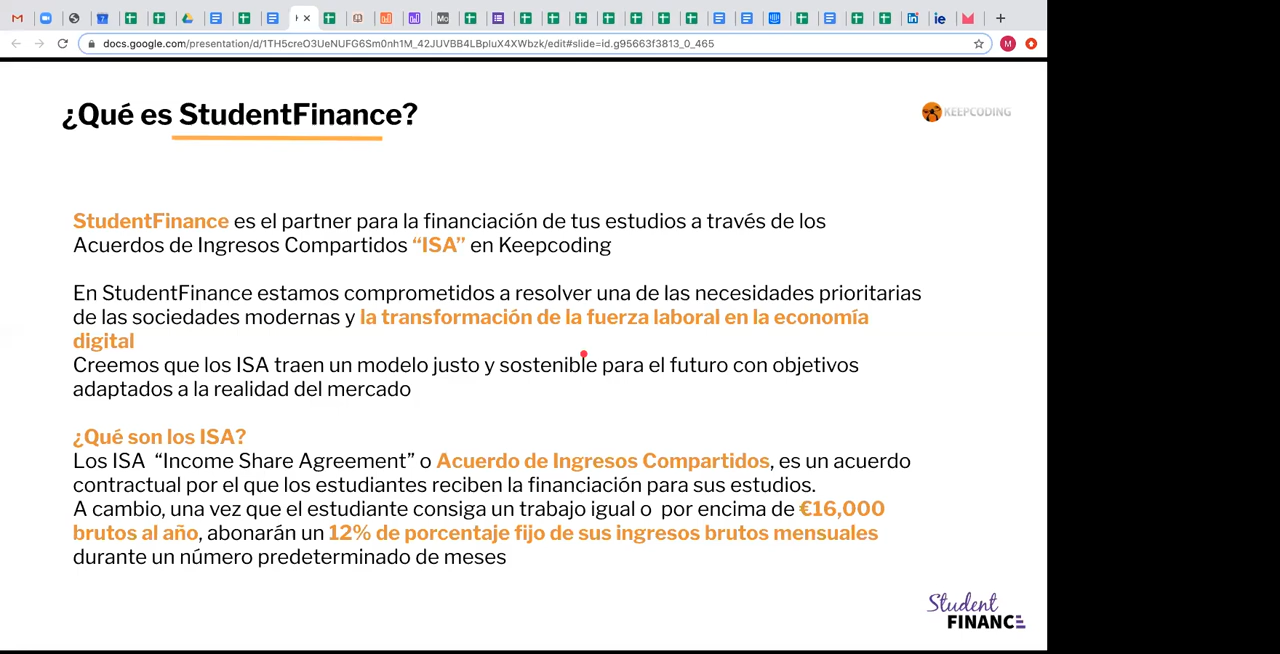 docs.google.com/presentation/d/1TH5creO3UeNUFG6Sm0nh1M_42JUVBB4LBpluX4XWbzk/edit#slide=id.g95663f3813_0_465
M
¿Qué es StudentFinance?
KEEPCODING
StudentFinance es el partner para la financiación de tus estudios a través de los
Acuerdos de Ingresos Compartidos “ISA” en Keepcoding
En StudentFinance estamos comprometidos a resolver una de las necesidades prioritarias
de las sociedades modernas y la transformación de la fuerza laboral en la economía
digital
Creemos que los ISA traen un modelo justo y sostenible para el futuro con objetivos
adaptados a la realidad del mercado
¿Qué son los ISA?
Los ISA “Income Share Agreement” o Acuerdo de Ingresos Compartidos, es un acuerdo
contractual por el que los estudiantes reciben la financiación para sus estudios.
A cambio, una vez que el estudiante consiga un trabajo igual o por encima de €16,000
brutos al año, abonarán un 12% de porcentaje fijo de sus ingresos brutos mensuales
durante un número predeterminado de meses
Student
FINANCE